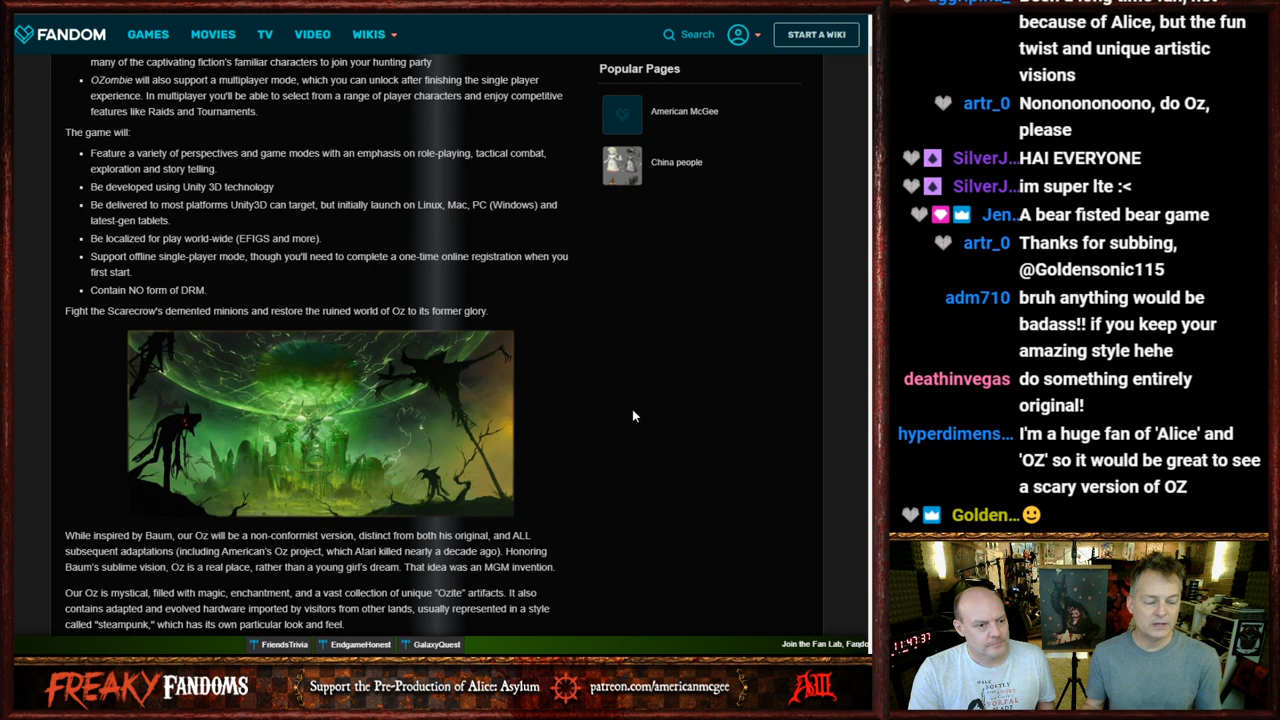 FANDOM
GAMES
MOVIES
TV
VIDEO
WIKIS
Search
START A WIKI
many of the captivating fiction's familiar characters to join your hunting party
OZombie will also support a multiplayer mode, which you can unlock after finishing the single player
experience. In multiplayer you'll be able to select from a range of player characters and enjoy competitive
features like Raids and Tournaments.
The game will:
Feature a variety of perspectives and game modes with an emphasis on role-playing, tactical combat,
exploration and story telling.
Be developed using Unity 3D technology
Be delivered to most platforms Unity3D can target, but initially launch on Linux, Mac, PC (Windows) and
latest-gen tablets.
Be localized for play world-wide (EFIGS and more).
Support offline single-player mode, though you'll need to complete a one-time online registration when you
first start.
Contain NO form of DRM.
Fight the Scarecrow's demented minions and restore the ruined world of Oz to its former glory.
While inspired by Baum, our Oz will be a non-conformist version, distinct from both his original, and ALL
subsequent adaptations (including American's Oz project, which Atari killed nearly a decade ago). Honoring
Baum's sublime vision, Oz is a real place, rather than a young girl's dream. That idea was an MGM invention.
Our Oz is mystical, filled with magic, enchantment, and a vast collection of unique "Ozite" artifacts. It also
contains adapted and evolved hardware imported by visitors from other lands, usually represented in a style
called "steampunk," which has its own particular look and feel.
Popular Pages
American McGee
China people
FriendsTrivia
EndgameHonest
GalaxyQuest
Join the Fan Lab, Fando
FREAKY FANDOMS
Support the Pre-Production of Alice: Asylum
patreon.com/americanmcgee
because of Alice, but the fun
twist and unique artistic
visions
artr_0 Nonononononoono, do Oz,
please
SilverJ... HAI EVERYONE
SilverJ... im super lte :<
Jen... A bear fisted bear game
artr_0 Thanks for subbing,
@Goldensonic115
adm710 bruh anything would be
badass!! if you keep your
amazing style hehe
deathinvegas do something entirely
original!
hyperdimens... I'm a huge fan of 'Alice' and
'OZ' so it would be great to see
a scary version of OZ
Golden...
11:47:37